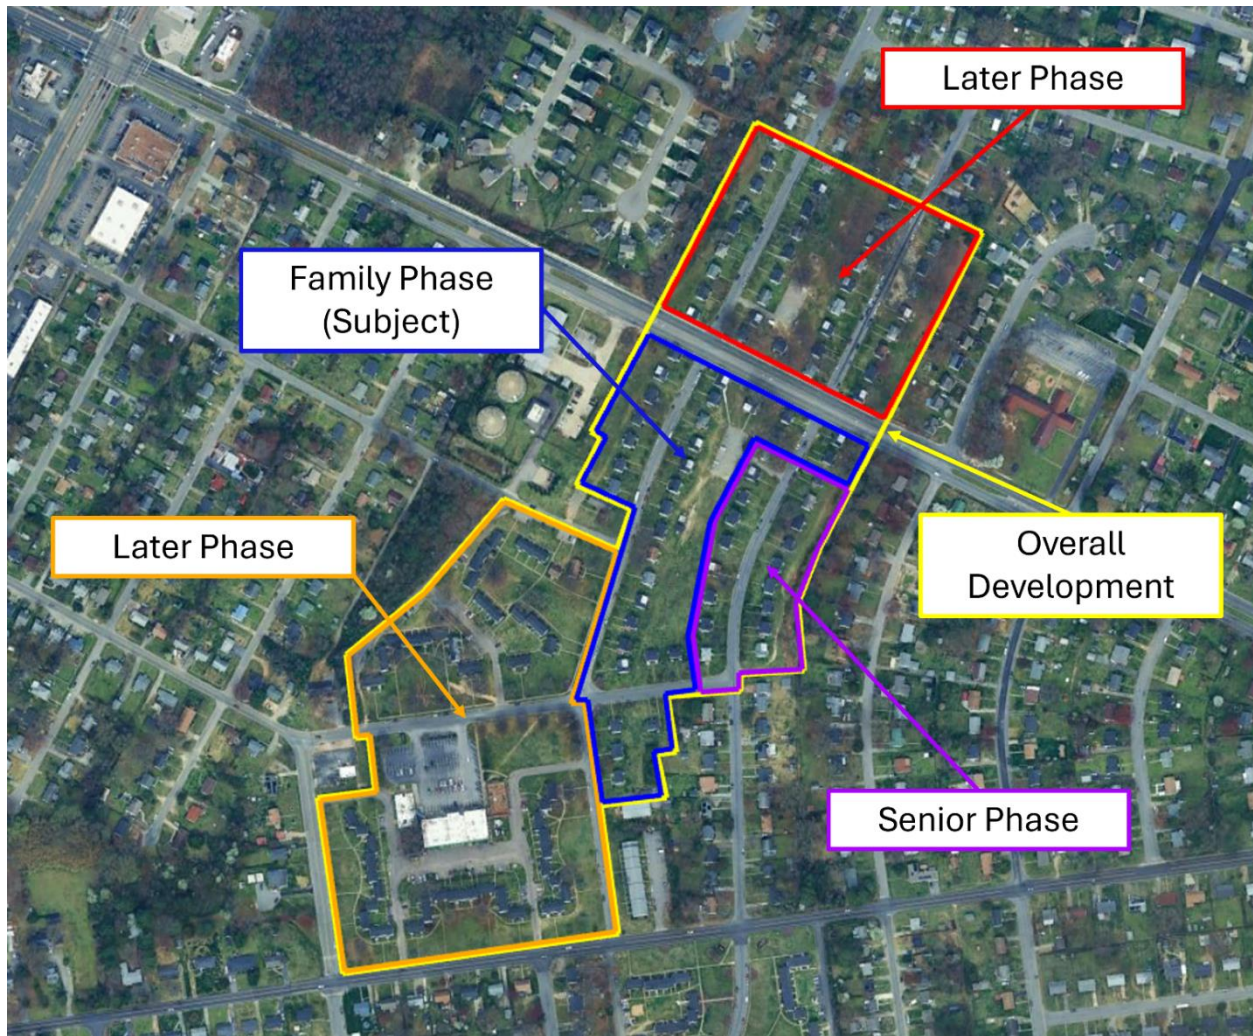 Later Phase
Family Phase
(Subject)
Later Phase
Overall
Development
Senior Phase